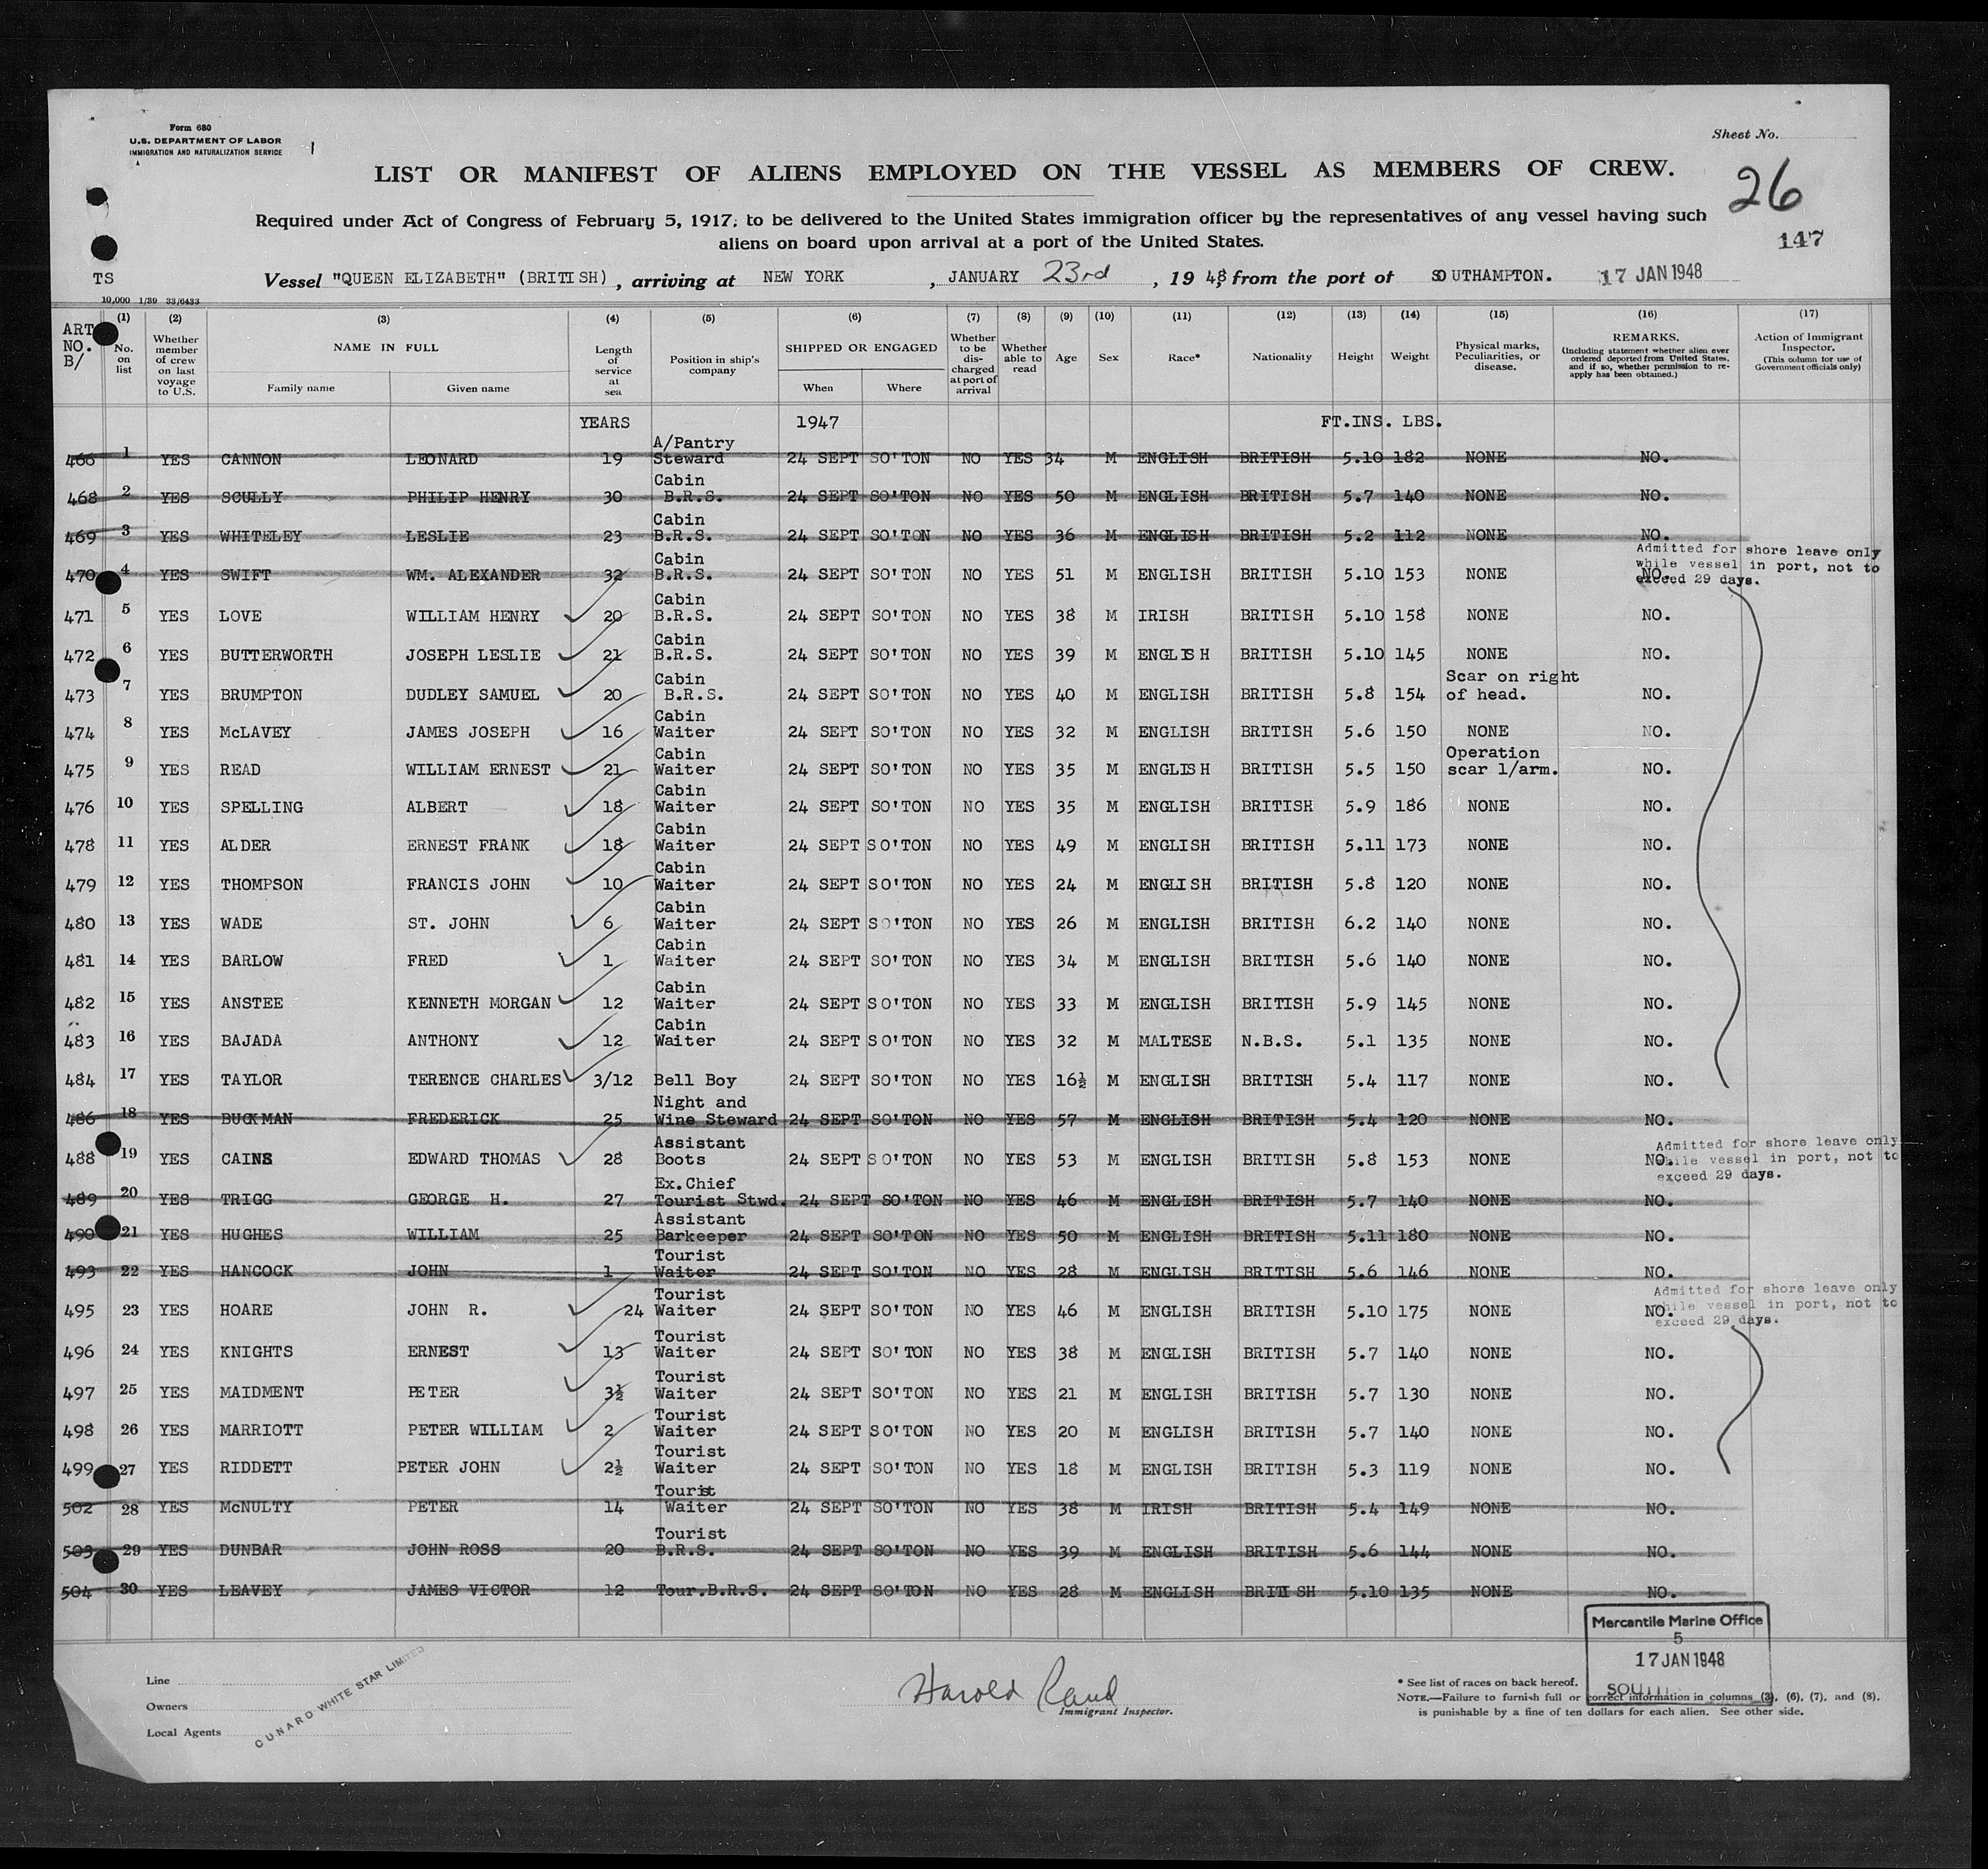 Form 680
U.S. DEPARTMENT OF LABOR
IMMIGRATION AND NATURALIZATION SERVICE
Sheet No.
26
147
LIST OR MANIFEST OF ALIENS EMPLOYED ON THE VESSEL AS MEMBERS OF CREW.
Required under Act of Congress of February 5, 1917, to be delivered to the United States immigration officer by the representatives of any vessel having such
aliens on board upon arrival at a port of the United States.
TS
Vessel "QUEEN ELIZABETH" (BRITISH), arriving at NEW YORK, JANUARY 23rd, 1948, from the port of SOUTHAMPTON. 17 JAN 1948
10,000 1/39 33/6433
ART NO. B/ (1) No. on list (2) Whether member of crew on last voyage to U.S. (3) NAME IN FULL Family name Given name (4) Length of service at sea (5) Position in ship's company (6) SHIPPED OR ENGAGED When Where (7) Whether to be discharged at port of arrival (8) Whether able to read (9) Age (10) Sex (11) Race* (12) Nationality (13) Height (14) Weight (15) Physical marks, Peculiarities, or disease. (16) REMARKS. (Including statement whether alien ever ordered deported from United States, and if so, whether permission to re-apply has been obtained.) (17) Action of Immigrant Inspector. (This column for use of Government officials only)
YEARS 1947 FT.INS. LBS.
466 1 YES CANNON LEONARD 19 A/Pantry Steward 24 SEPT SO'TON NO YES 34 M ENGLISH BRITISH 5.10 182 NONE NO.
468 2 YES SCULLY PHILIP HENRY 30 Cabin B.R.S. 24 SEPT SO'TON NO YES 50 M ENGLISH BRITISH 5.7 140 NONE NO.
469 3 YES WHITELEY LESLIE 23 Cabin B.R.S. 24 SEPT SO'TON NO YES 36 M ENGLISH BRITISH 5.2 112 NONE NO.
Admitted for shore leave only while vessel in port, not to exceed 29 days.
470 4 YES SWIFT WM. ALEXANDER 32 Cabin B.R.S. 24 SEPT SO'TON NO YES 51 M ENGLISH BRITISH 5.10 153 NONE NO.
471 5 YES LOVE WILLIAM HENRY 20 Cabin B.R.S. 24 SEPT SO'TON NO YES 38 M IRISH BRITISH 5.10 158 NONE NO.
472 6 YES BUTTERWORTH JOSEPH LESLIE 21 Cabin B.R.S. 24 SEPT SO'TON NO YES 39 M ENGLISH BRITISH 5.10 145 NONE NO.
473 7 YES BRUMPTON DUDLEY SAMUEL 20 Cabin B.R.S. 24 SEPT SO'TON NO YES 40 M ENGLISH BRITISH 5.8 154 Scar on right of head. NO.
474 8 YES McLAVEY JAMES JOSEPH 16 Cabin Waiter 24 SEPT SO'TON NO YES 32 M ENGLISH BRITISH 5.6 150 NONE NO.
475 9 YES READ WILLIAM ERNEST 21 Cabin Waiter 24 SEPT SO'TON NO YES 35 M ENGLISH BRITISH 5.5 150 Operation scar l/arm. NO.
476 10 YES SPELLING ALBERT 18 Cabin Waiter 24 SEPT SO'TON NO YES 35 M ENGLISH BRITISH 5.9 186 NONE NO.
478 11 YES ALDER ERNEST FRANK 18 Cabin Waiter 24 SEPT SO'TON NO YES 49 M ENGLISH BRITISH 5.11 173 NONE NO.
479 12 YES THOMPSON FRANCIS JOHN 10 Cabin Waiter 24 SEPT SO'TON NO YES 24 M ENGLISH BRITISH 5.8 120 NONE NO.
480 13 YES WADE ST. JOHN 6 Cabin Waiter 24 SEPT SO'TON NO YES 26 M ENGLISH BRITISH 6.2 140 NONE NO.
481 14 YES BARLOW FRED 1 Cabin Waiter 24 SEPT SO'TON NO YES 34 M ENGLISH BRITISH 5.6 140 NONE NO.
482 15 YES ANSTEE KENNETH MORGAN 12 Cabin Waiter 24 SEPT SO'TON NO YES 33 M ENGLISH BRITISH 5.9 145 NONE NO.
483 16 YES BAJADA ANTHONY 12 Cabin Waiter 24 SEPT SO'TON NO YES 32 M MALTESE N.B.S. 5.1 135 NONE NO.
484 17 YES TAYLOR TERENCE CHARLES 3/12 Bell Boy 24 SEPT SO'TON NO YES 16½ M ENGLISH BRITISH 5.4 117 NONE NO.
486 18 YES BUCKMAN FREDERICK 25 Night and Wine Steward 24 SEPT SO'TON NO YES 57 M ENGLISH BRITISH 5.4 120 NONE NO.
488 19 YES CAINS EDWARD THOMAS 28 Assistant Boots 24 SEPT SO'TON NO YES 53 M ENGLISH BRITISH 5.8 153 NONE NO.
Admitted for shore leave only while vessel in port, not to exceed 29 days.
489 20 YES TRIGG GEORGE H. 27 Ex.Chief Tourist Stwd. 24 SEPT SO'TON NO YES 46 M ENGLISH BRITISH 5.7 140 NONE NO.
490 21 YES HUGHES WILLIAM 25 Assistant Barkeeper 24 SEPT SO'TON NO YES 50 M ENGLISH BRITISH 5.11 180 NONE NO.
493 22 YES HANCOCK JOHN 1 Tourist Waiter 24 SEPT SO'TON NO YES 28 M ENGLISH BRITISH 5.6 146 NONE NO.
495 23 YES HOARE JOHN R. 24 Tourist Waiter 24 SEPT SO'TON NO YES 46 M ENGLISH BRITISH 5.10 175 NONE NO.
Admitted for shore leave only while vessel in port, not to exceed 29 days.
496 24 YES KNIGHTS ERNEST 13 Tourist Waiter 24 SEPT SO'TON NO YES 38 M ENGLISH BRITISH 5.7 140 NONE NO.
497 25 YES MAIDMENT PETER 3½ Tourist Waiter 24 SEPT SO'TON NO YES 21 M ENGLISH BRITISH 5.7 130 NONE NO.
498 26 YES MARRIOTT PETER WILLIAM 2 Tourist Waiter 24 SEPT SO'TON NO YES 20 M ENGLISH BRITISH 5.7 140 NONE NO.
499 27 YES RIDDETT PETER JOHN 2½ Tourist Waiter 24 SEPT SO'TON NO YES 18 M ENGLISH BRITISH 5.3 119 NONE NO.
502 28 YES McNULTY PETER 14 Tourist Waiter 24 SEPT SO'TON NO YES 38 M IRISH BRITISH 5.4 149 NONE NO.
503 29 YES DUNBAR JOHN ROSS 20 Tourist B.R.S. 24 SEPT SO'TON NO YES 39 M ENGLISH BRITISH 5.6 144 NONE NO.
504 30 YES LEAVEY JAMES VICTOR 12 Tour.B.R.S. 24 SEPT SO'TON NO YES 28 M ENGLISH BRITISH 5.10 135 NONE NO.
Mercantile Marine Office
5
17 JAN 1948
Line
Owners
Local Agents
CUNARD WHITE STAR LIMITED
Harold Rand
Immigrant Inspector.
* See list of races on back hereof.
NOTE.—Failure to furnish full or correct information in columns (3), (6), (7), and (8),
is punishable by a fine of ten dollars for each alien. See other side.